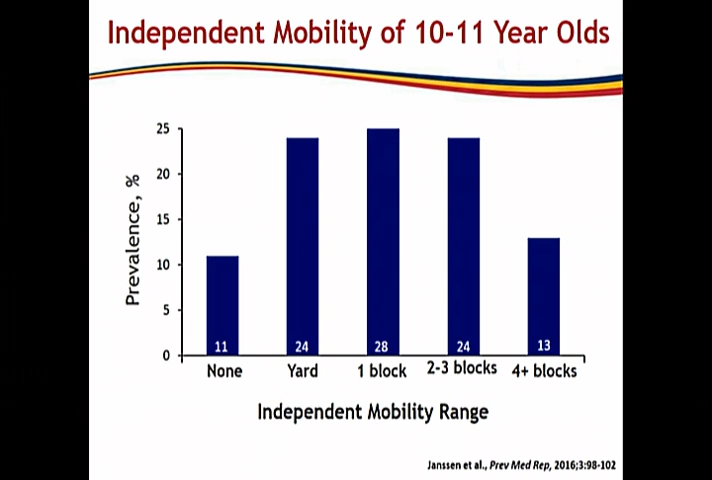 Independent Mobility of 10-11 Year Olds
Prevalence, %
25
20
15
10
5
0
11
24
28
24
13
None
Yard
1 block
2-3 blocks
4+ blocks
Independent Mobility Range
Janssen et al., Prev Med Rep, 2016;3:98-102